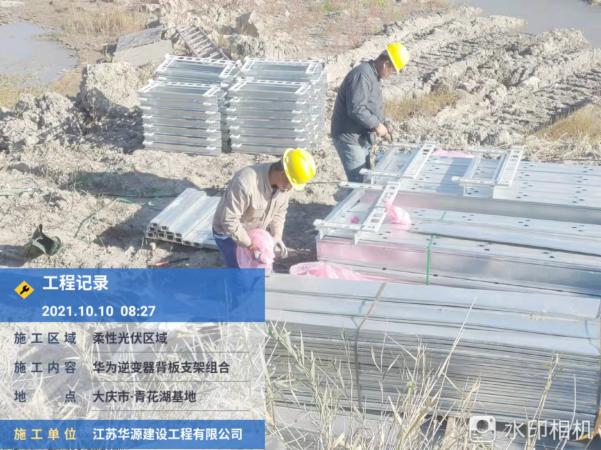 工程记录
2021.10.10 08:27
施工区域 柔性光伏区域
施工内容 华为逆变器背板支架组合
地点 大庆市·青花湖基地
施工单位 江苏华源建设工程有限公司
水印相机